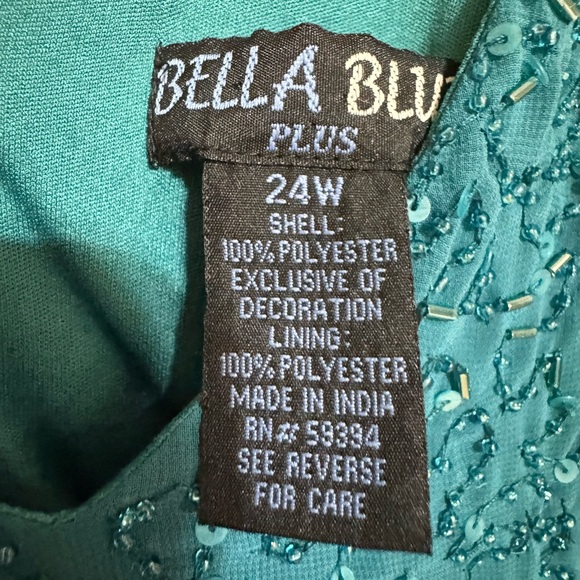 BELLA BLU
PLUS
24W
SHELL:
100% POLYESTER
EXCLUSIVE OF
DECORATION
LINING:
100% POLYESTER
MADE IN INDIA
RN# 59394
SEE REVERSE
FOR CARE